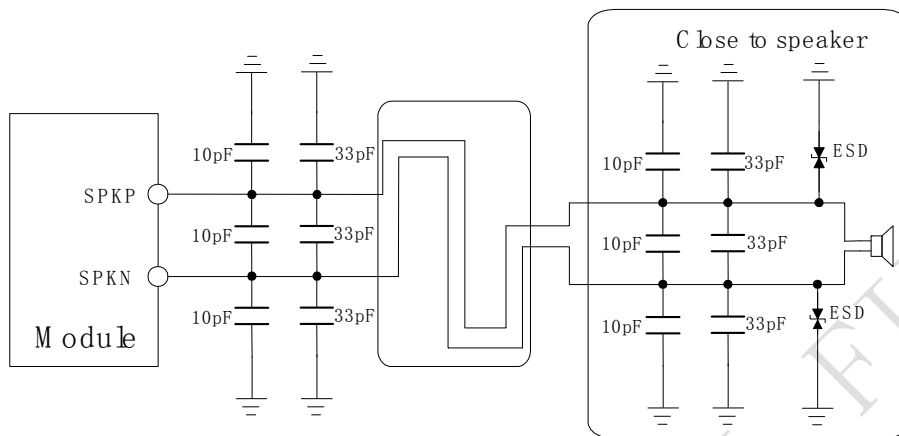 Close to speaker
10pF 33pF 10pF 33pF ESD
SPKP
10pF 33pF 10pF 33pF
SPKN
10pF 33pF 10pF 33pF ESD
Module